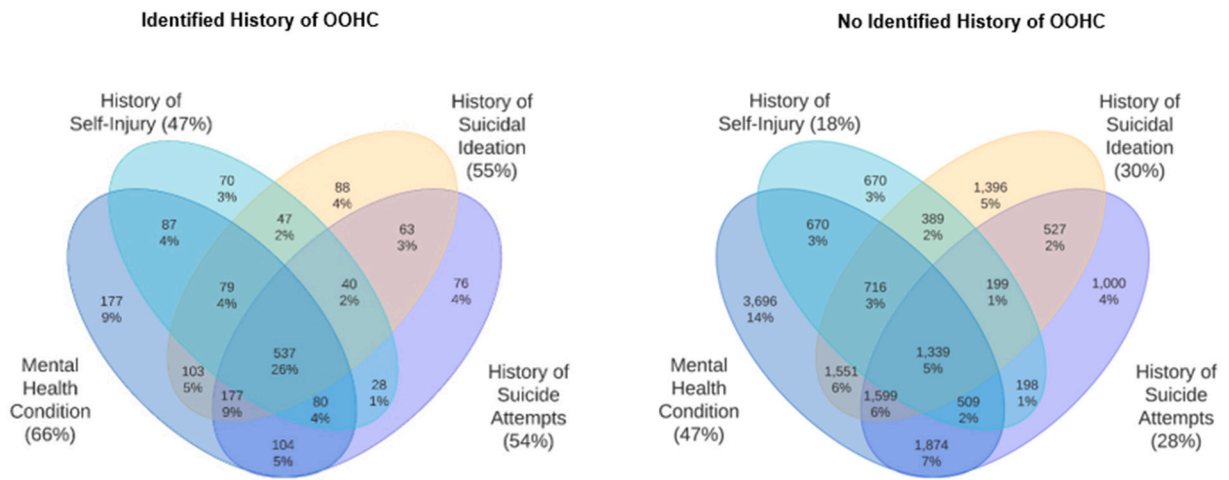 Identified History of OOHC
History of
Self-Injury (47%)
History of
Suicidal
Ideation
(55%)
70
3%
88
4%
87
4%
47
2%
63
3%
79
4%
40
2%
76
4%
177
9%
537
26%
103
5%
177
9%
80
4%
28
1%
104
5%
Mental
Health
Condition
(66%)
History of
Suicide
Attempts
(54%)
No Identified History of OOHC
History of
Self-Injury (18%)
History of
Suicidal
Ideation
(30%)
670
3%
1,396
5%
670
3%
389
2%
527
2%
716
3%
199
1%
1,000
4%
3,696
14%
1,339
5%
1,551
6%
1,599
6%
509
2%
198
1%
1,874
7%
Mental
Health
Condition
(47%)
History of
Suicide
Attempts
(28%)